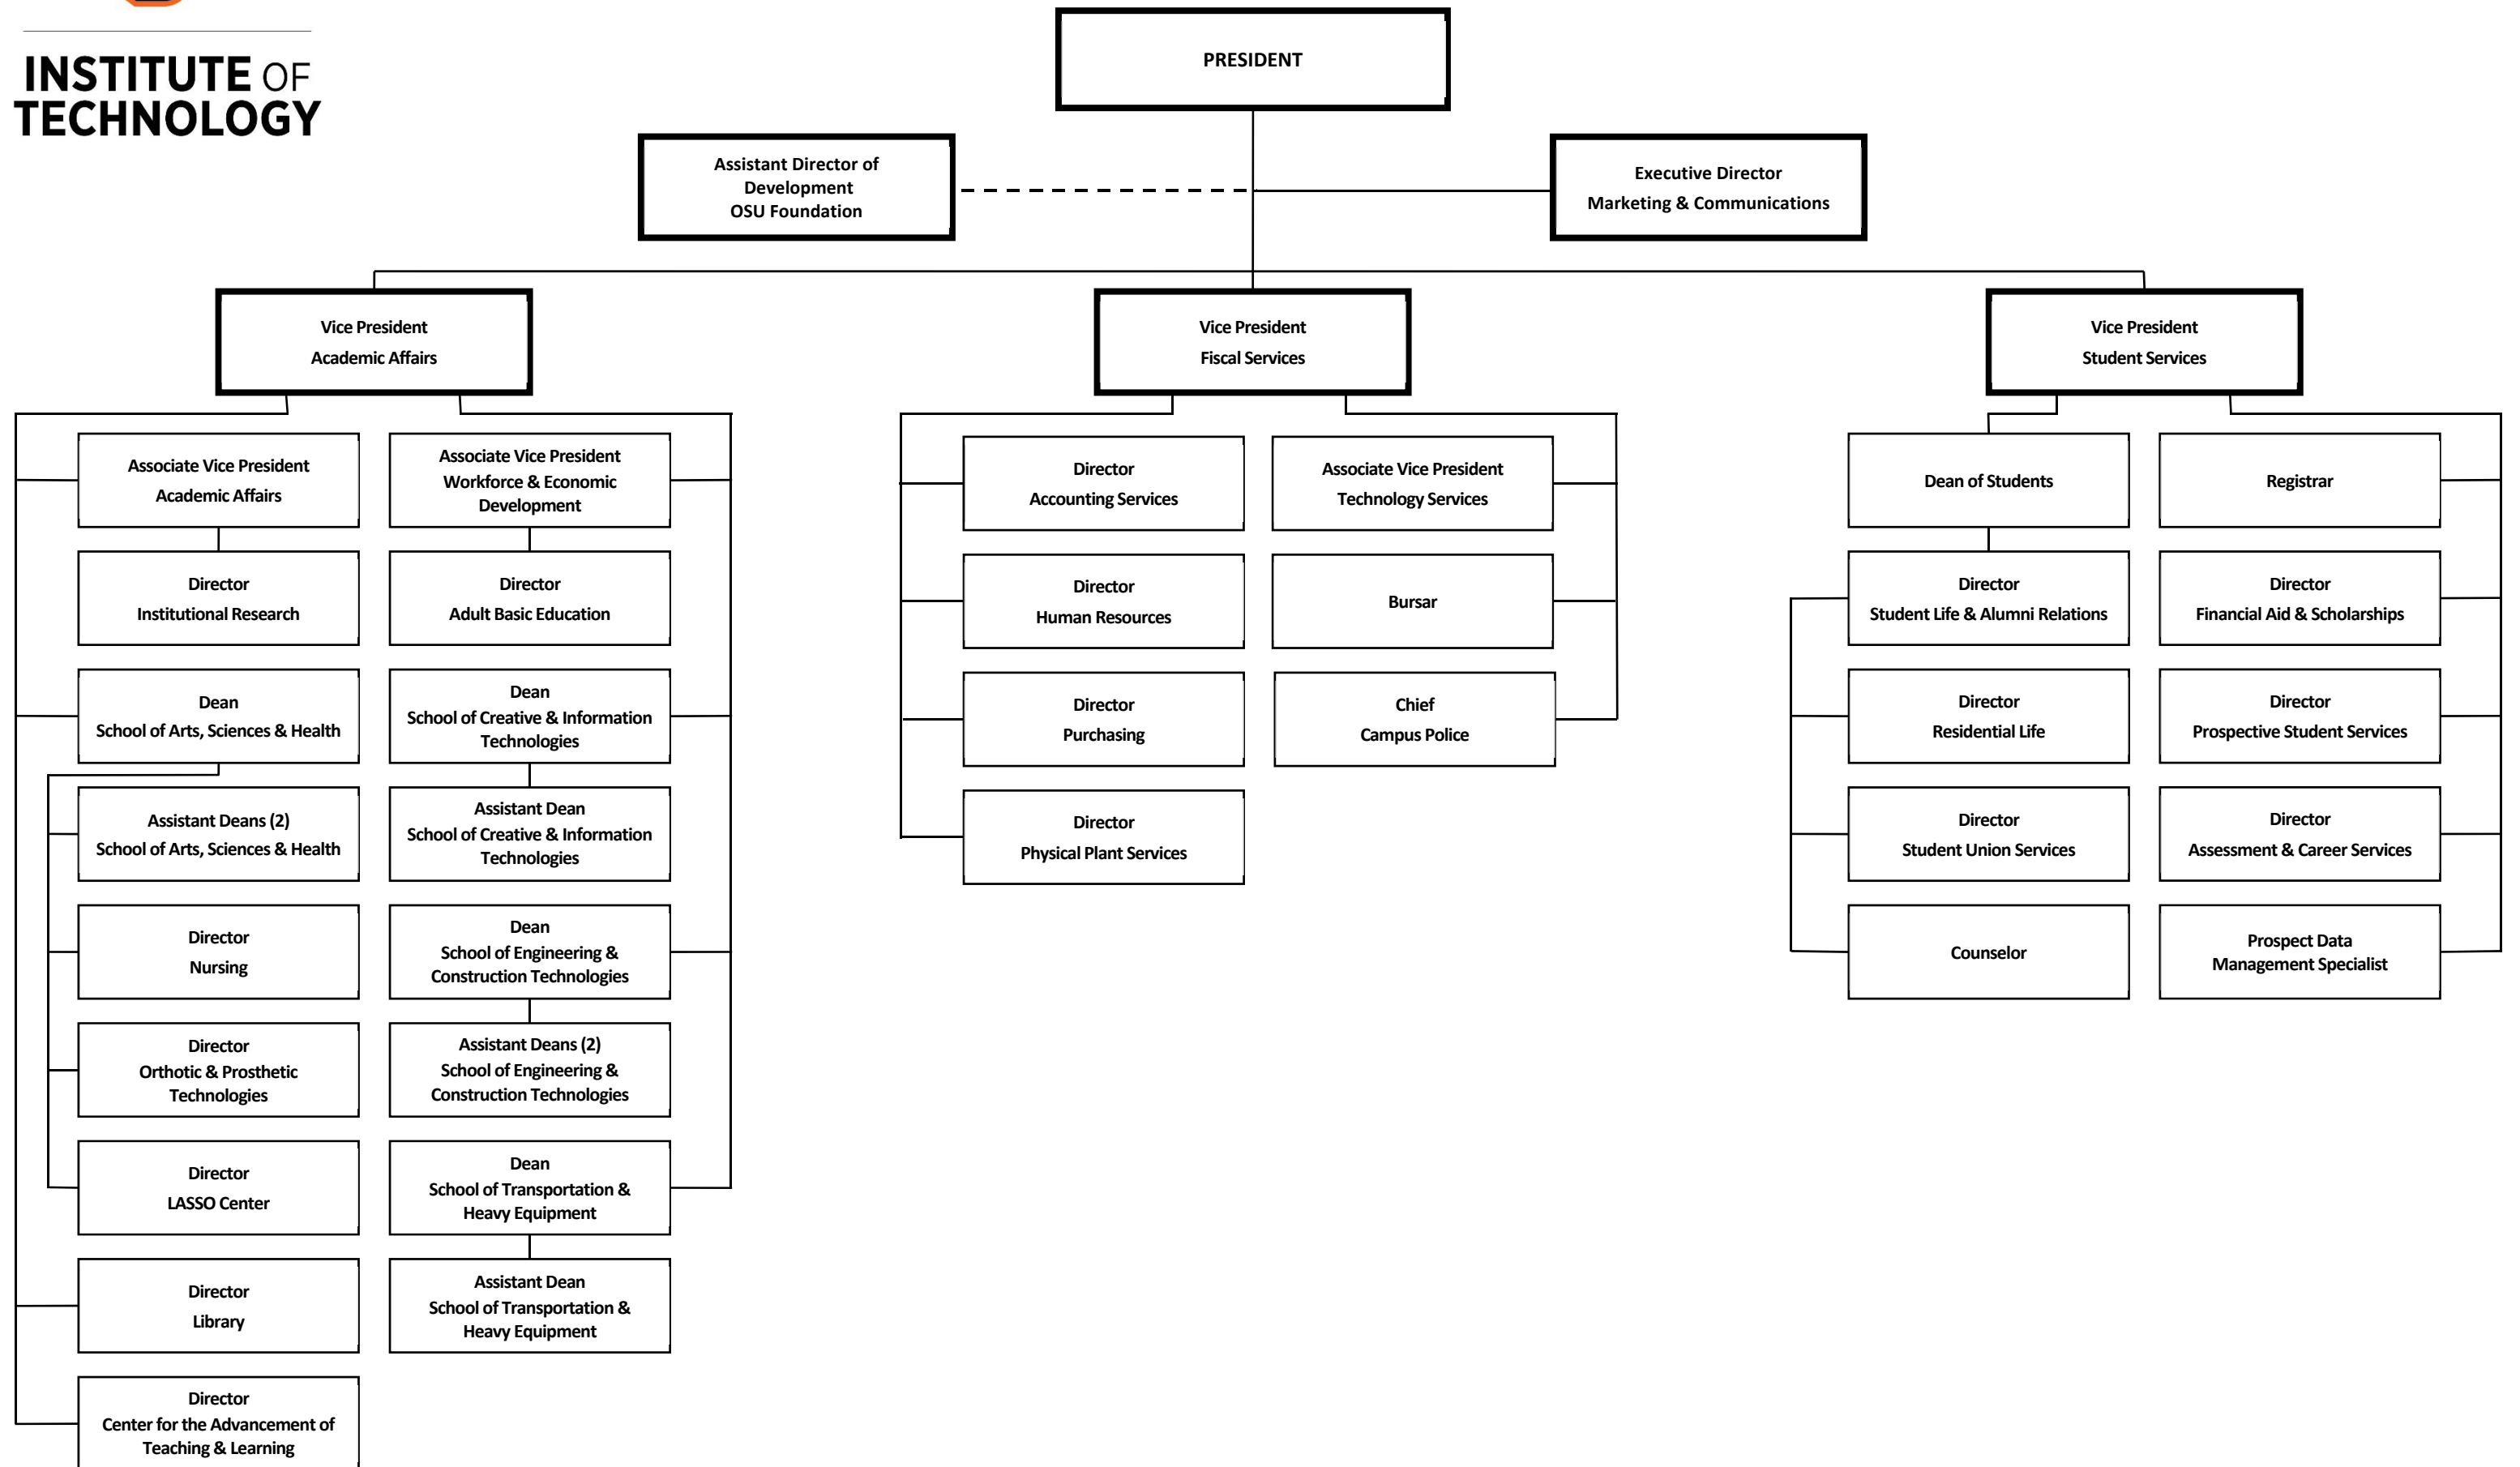 INSTITUTE OF
TECHNOLOGY
PRESIDENT
Assistant Director of
Development
OSU Foundation
Executive Director
Marketing & Communications
Vice President
Academic Affairs
Vice President
Fiscal Services
Vice President
Student Services
Associate Vice President
Academic Affairs
Associate Vice President
Workforce & Economic
Development
Director
Institutional Research
Director
Adult Basic Education
Dean
School of Arts, Sciences & Health
Dean
School of Creative & Information
Technologies
Assistant Deans (2)
School of Arts, Sciences & Health
Assistant Dean
School of Creative & Information
Technologies
Director
Nursing
Dean
School of Engineering &
Construction Technologies
Director
Orthotic & Prosthetic
Technologies
Assistant Deans (2)
School of Engineering &
Construction Technologies
Director
LASSO Center
Dean
School of Transportation &
Heavy Equipment
Director
Library
Assistant Dean
School of Transportation &
Heavy Equipment
Director
Center for the Advancement of
Teaching & Learning
Director
Accounting Services
Associate Vice President
Technology Services
Director
Human Resources
Bursar
Director
Purchasing
Chief
Campus Police
Director
Physical Plant Services
Dean of Students
Registrar
Director
Student Life & Alumni Relations
Director
Financial Aid & Scholarships
Director
Residential Life
Director
Prospective Student Services
Director
Student Union Services
Director
Assessment & Career Services
Counselor
Prospect Data
Management Specialist